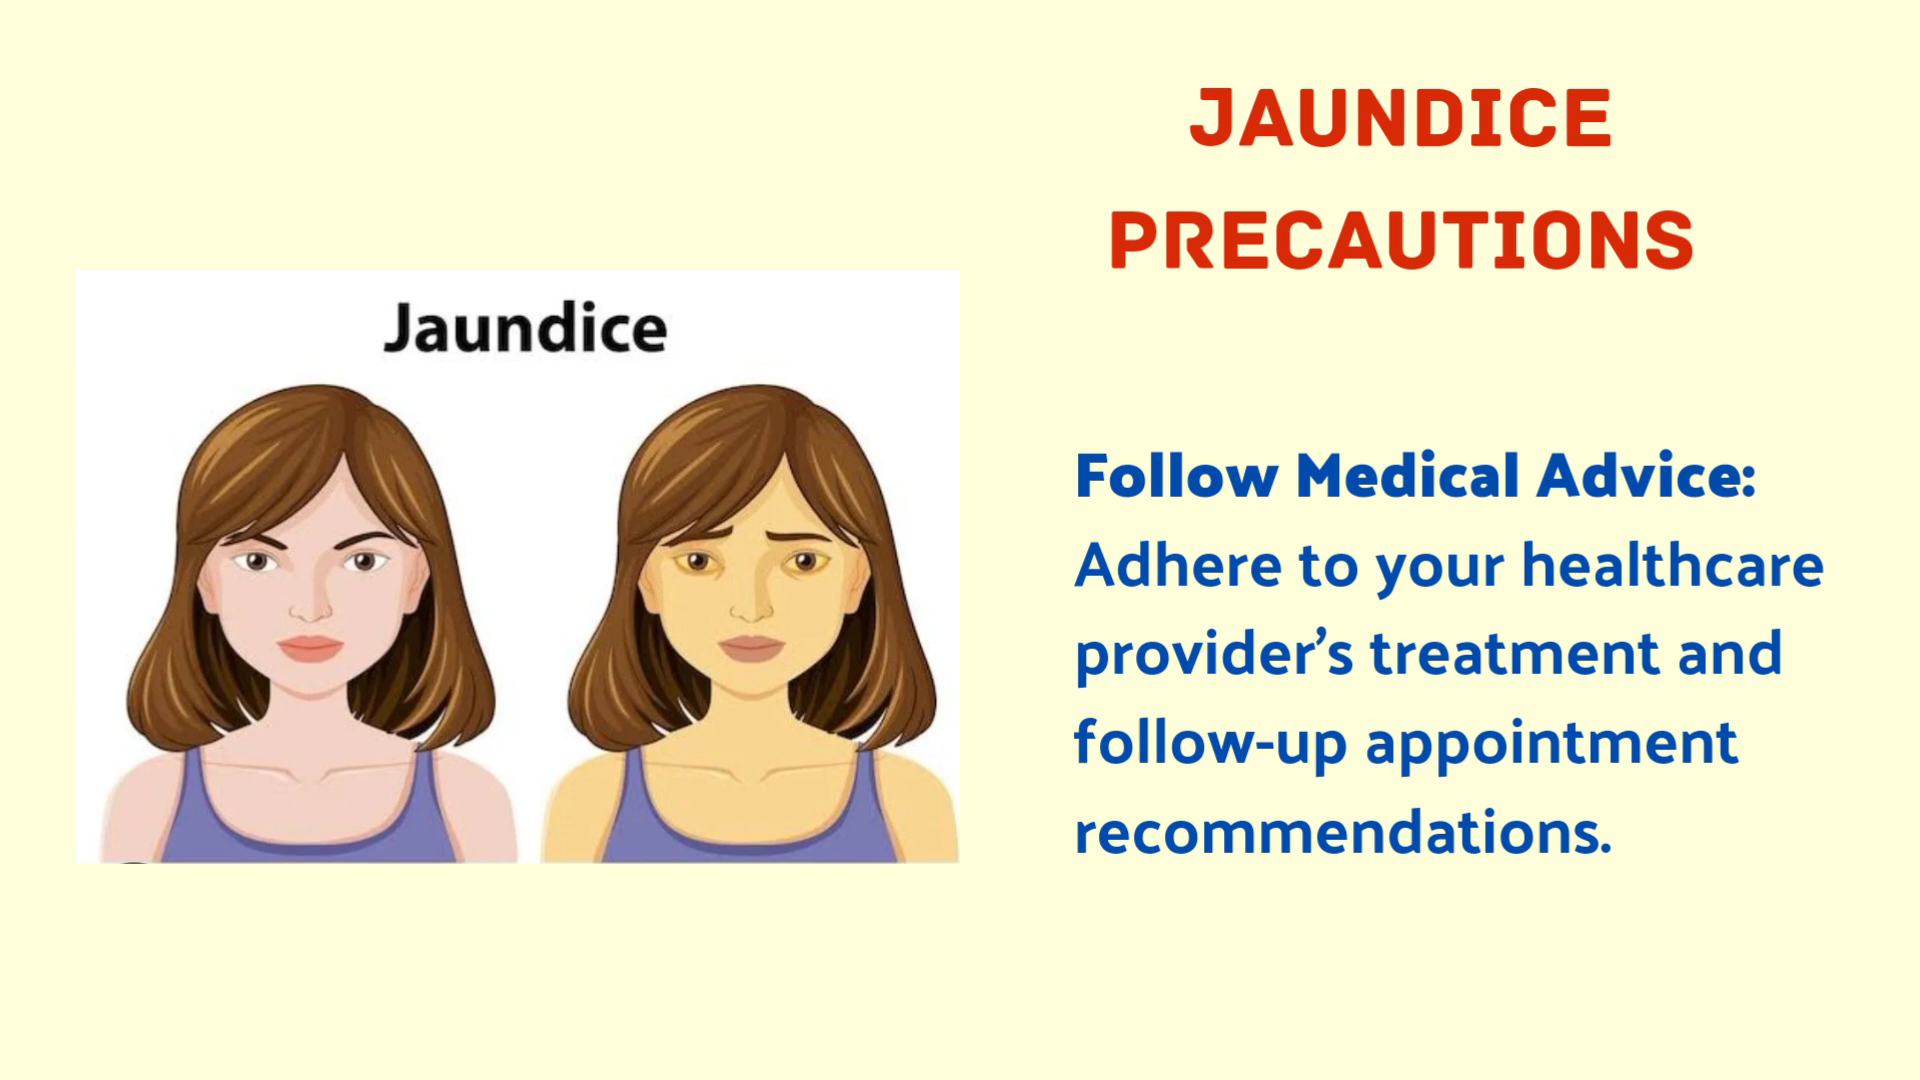 JAUNDICE
PRECAUTIONS
Jaundice
Follow Medical Advice:
Adhere to your healthcare
provider’s treatment and
follow-up appointment
recommendations.